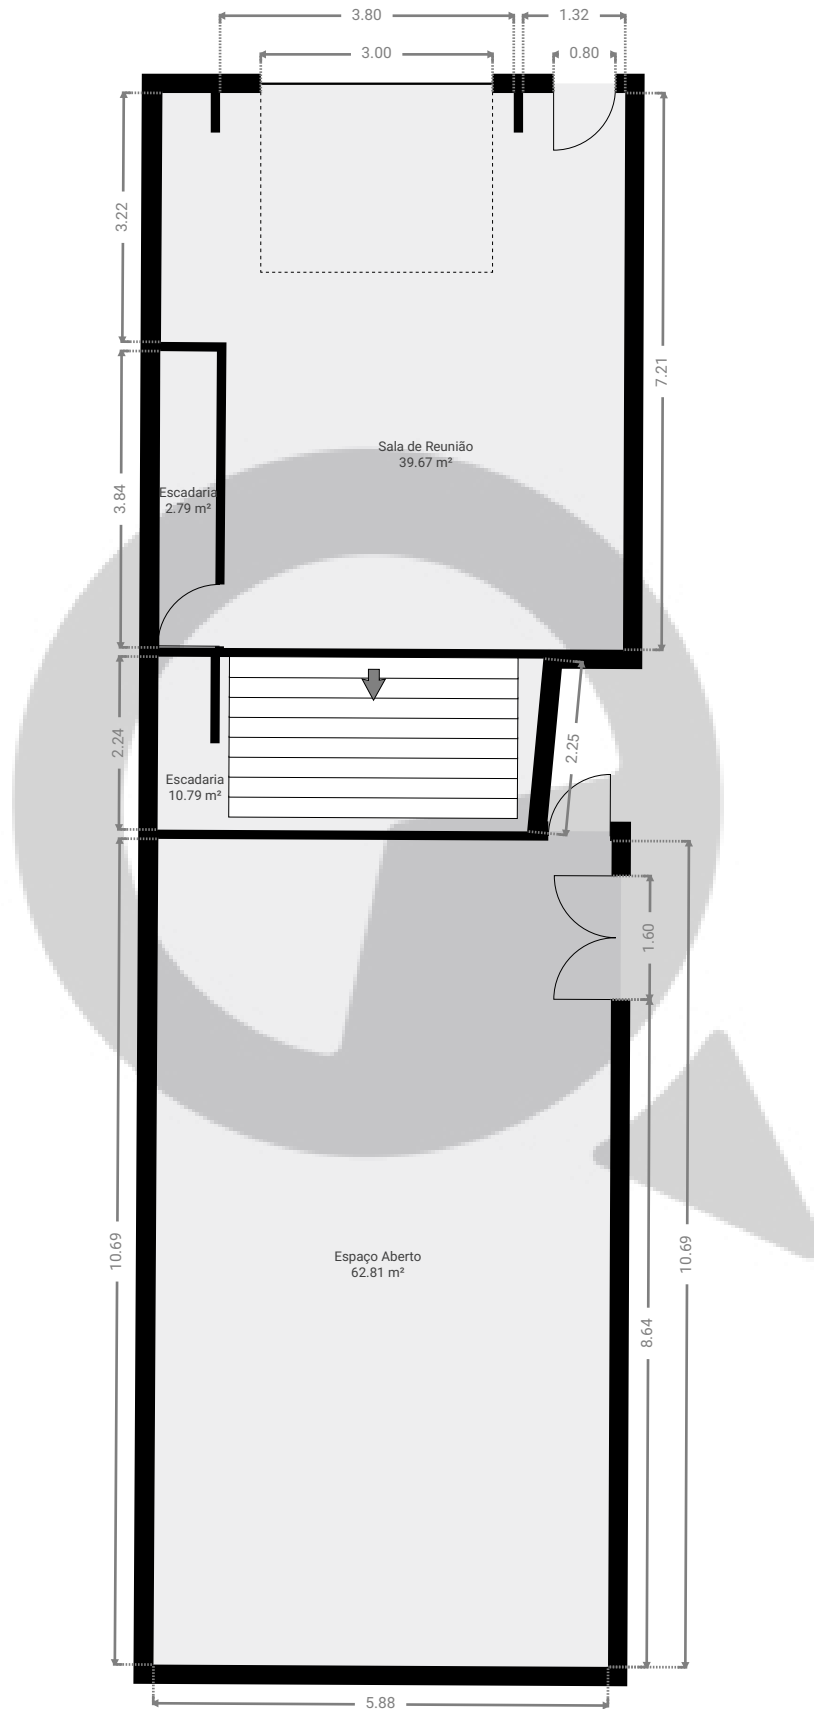 3.80
1.32
3.00
0.80
3.22
7.21
Sala de Reunião
39.67 m²
3.84
Escadaria
2.79 m²
2.24
2.25
Escadaria
10.79 m²
1.60
10.69
Espaço Aberto
62.81 m²
10.69
8.64
5.88